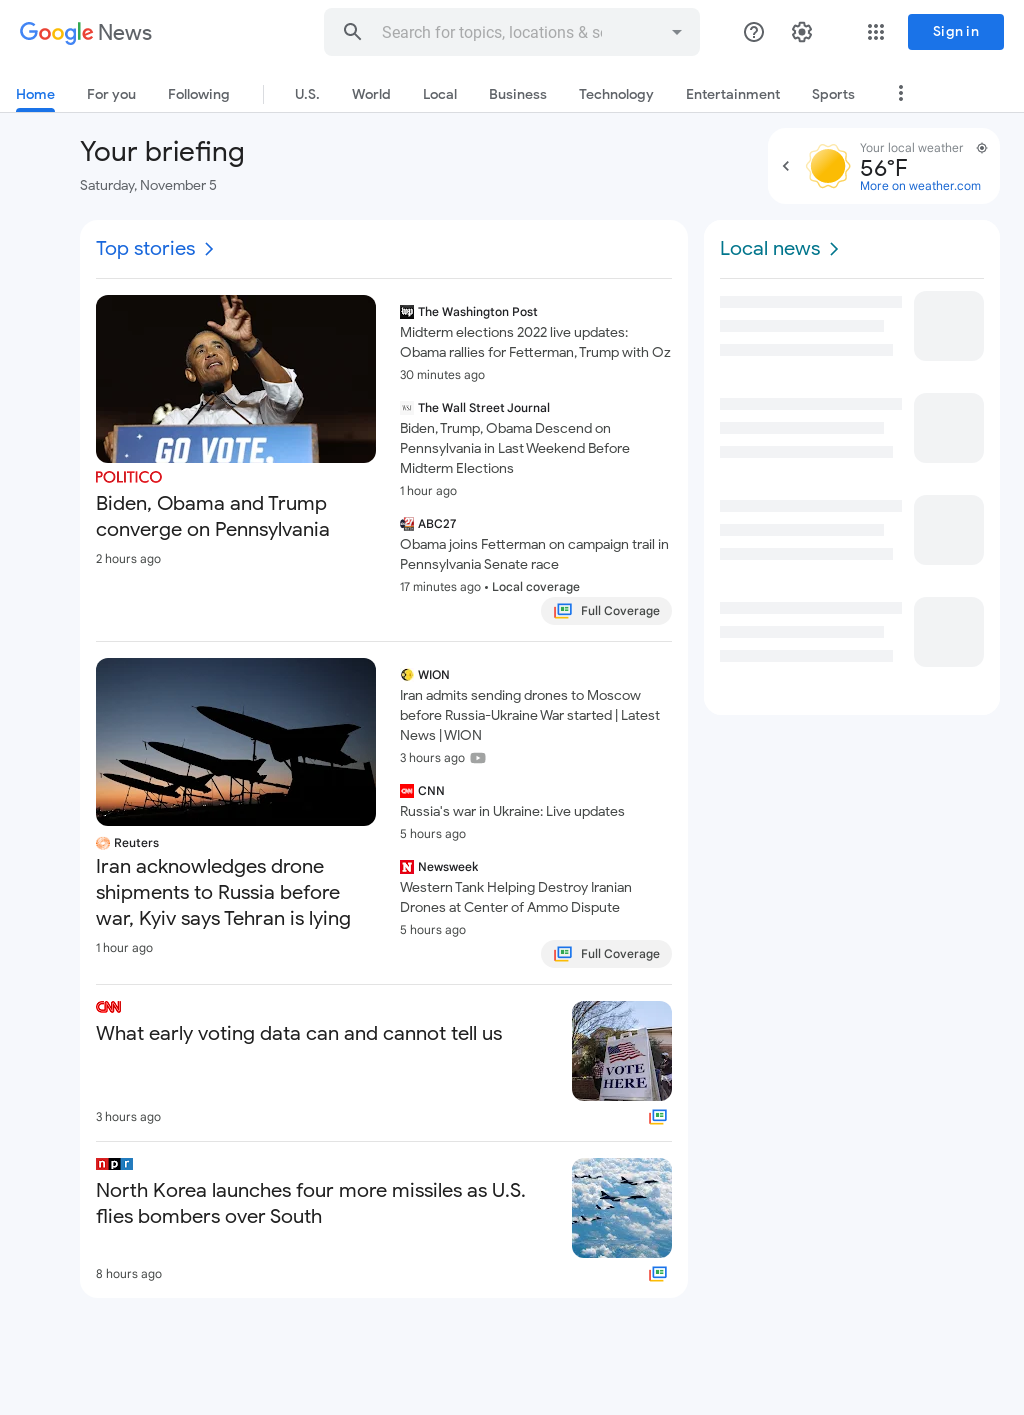 Google News
Search for topics, locations & s
Sign in
Home
For you
Following
U.S.
World
Local
Business
Technology
Entertainment
Sports
Your briefing
Saturday, November 5
Your local weather
56°F
More on weather.com
Top stories
Local news
GO VOTE.
POLITICO
Biden, Obama and Trump
converge on Pennsylvania
2 hours ago
The Washington Post
Midterm elections 2022 live updates:
Obama rallies for Fetterman, Trump with Oz
30 minutes ago
WSJ
The Wall Street Journal
Biden, Trump, Obama Descend on
Pennsylvania in Last Weekend Before
Midterm Elections
1 hour ago
27
ABC27
Obama joins Fetterman on campaign trail in
Pennsylvania Senate race
17 minutes ago • Local coverage
Full Coverage
Reuters
Iran acknowledges drone
shipments to Russia before
war, Kyiv says Tehran is lying
1 hour ago
WION
Iran admits sending drones to Moscow
before Russia-Ukraine War started | Latest
News | WION
3 hours ago
CNN
CNN
Russia's war in Ukraine: Live updates
5 hours ago
N
Newsweek
Western Tank Helping Destroy Iranian
Drones at Center of Ammo Dispute
5 hours ago
Full Coverage
CNN
What early voting data can and cannot tell us
3 hours ago
VOTE
HERE
npr
North Korea launches four more missiles as U.S.
flies bombers over South
8 hours ago